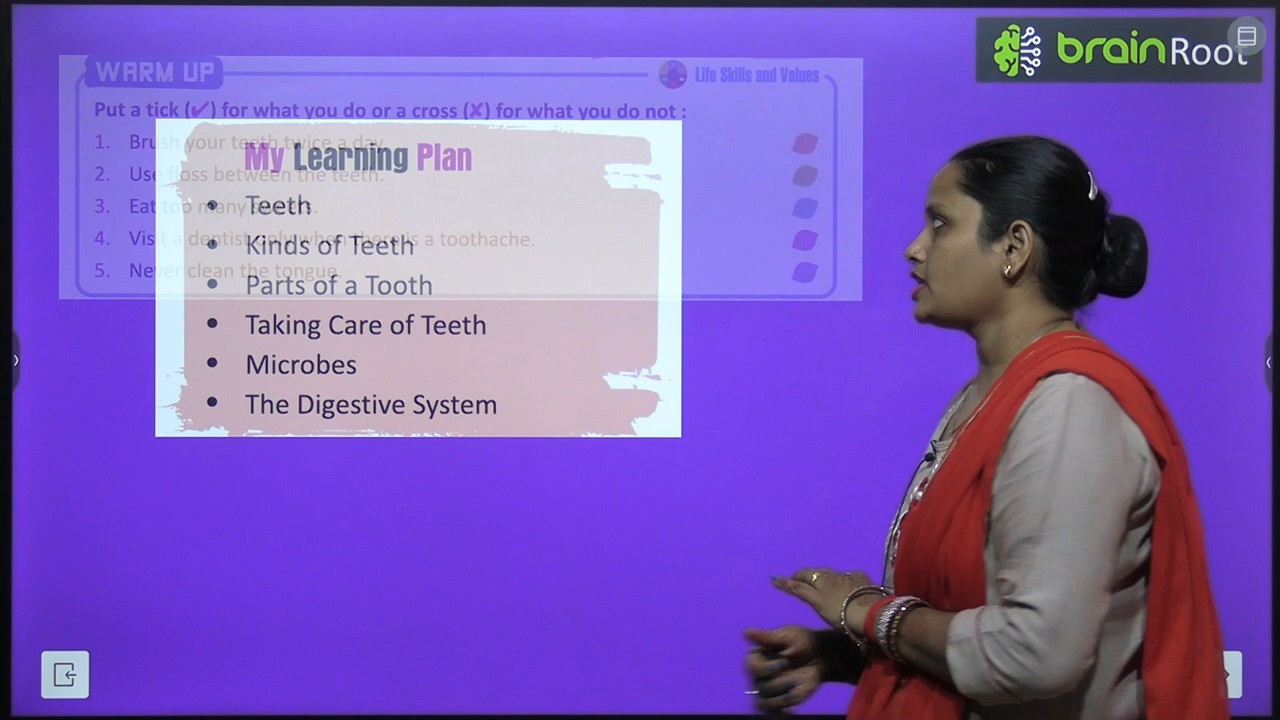 brainRoot
WARM UP
Life Skills and Values
Put a tick (✔) for what you do or a cross (✘) for what you do not :
1. Brush your teeth twice a day.
2. Use floss between the teeth.
3. Eat too many sweets.
4. Visit a dentist only when there is a toothache.
5. Never clean the tongue.
My Learning Plan
• Teeth
• Kinds of Teeth
• Parts of a Tooth
• Taking Care of Teeth
• Microbes
• The Digestive System